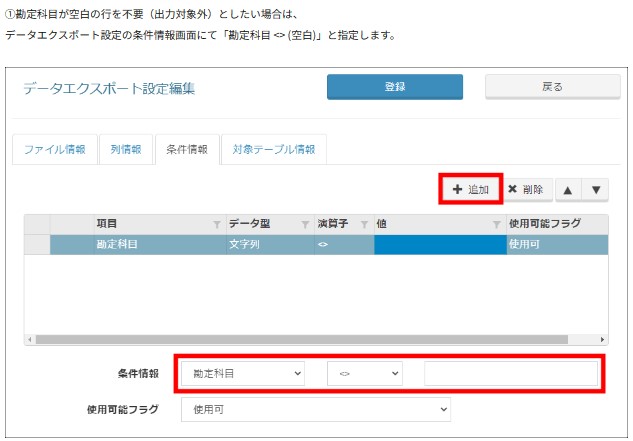 ①勘定科目が空白の行を不要（出力対象外）としたい場合は、
データエクスポート設定の条件情報画面にて「勘定科目 <> (空白)」と指定します。
データエクスポート設定編集
登録
戻る
ファイル情報
列情報
条件情報
対象テーブル情報
追加
削除
項目 データ型 演算子 値 使用可能フラグ
勘定科目 文字列 <> 使用可
条件情報 勘定科目 <>
使用可能フラグ 使用可